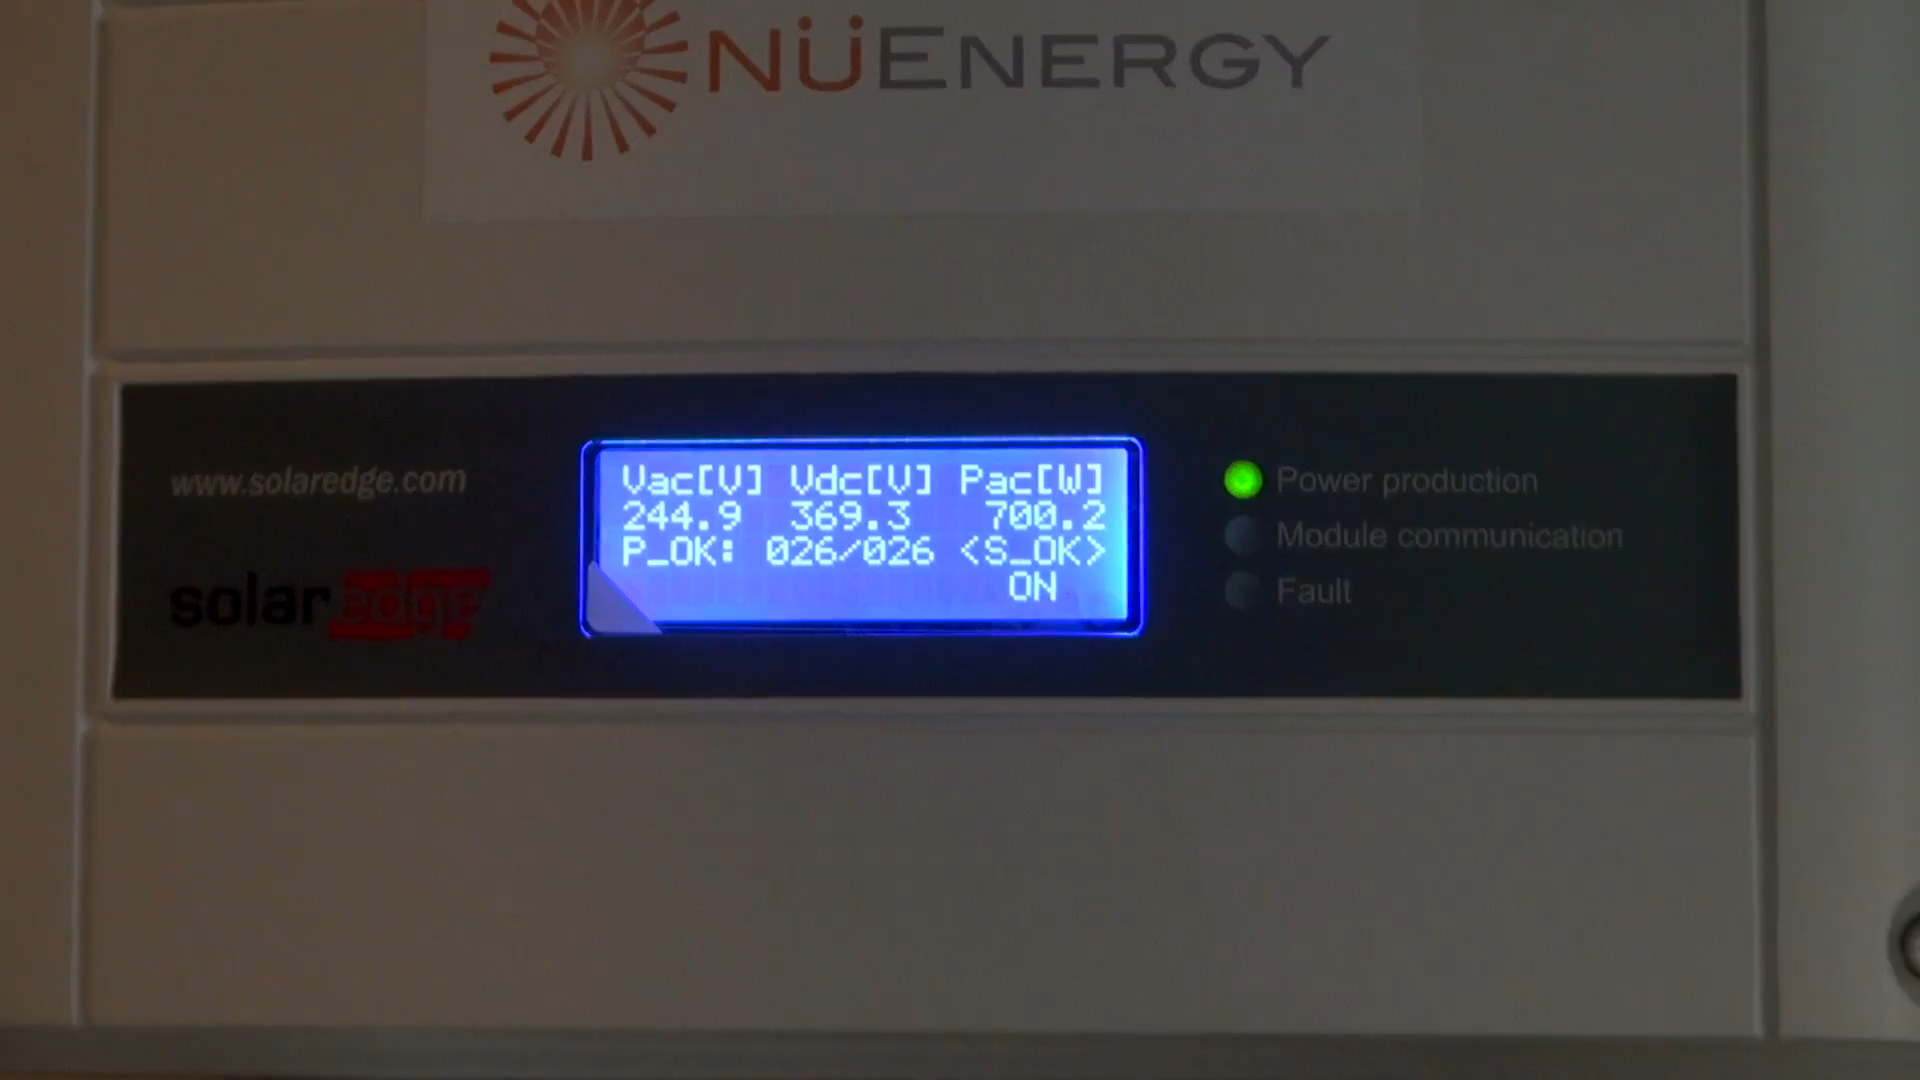 NÜENERGY
www.solaredge.com
solaredge
Vac[V] Vdc[V] Pac[W]
244.9 369.3 700.2
P_OK: 026/026 <S_OK>
ON
Power production
Module communication
Fault